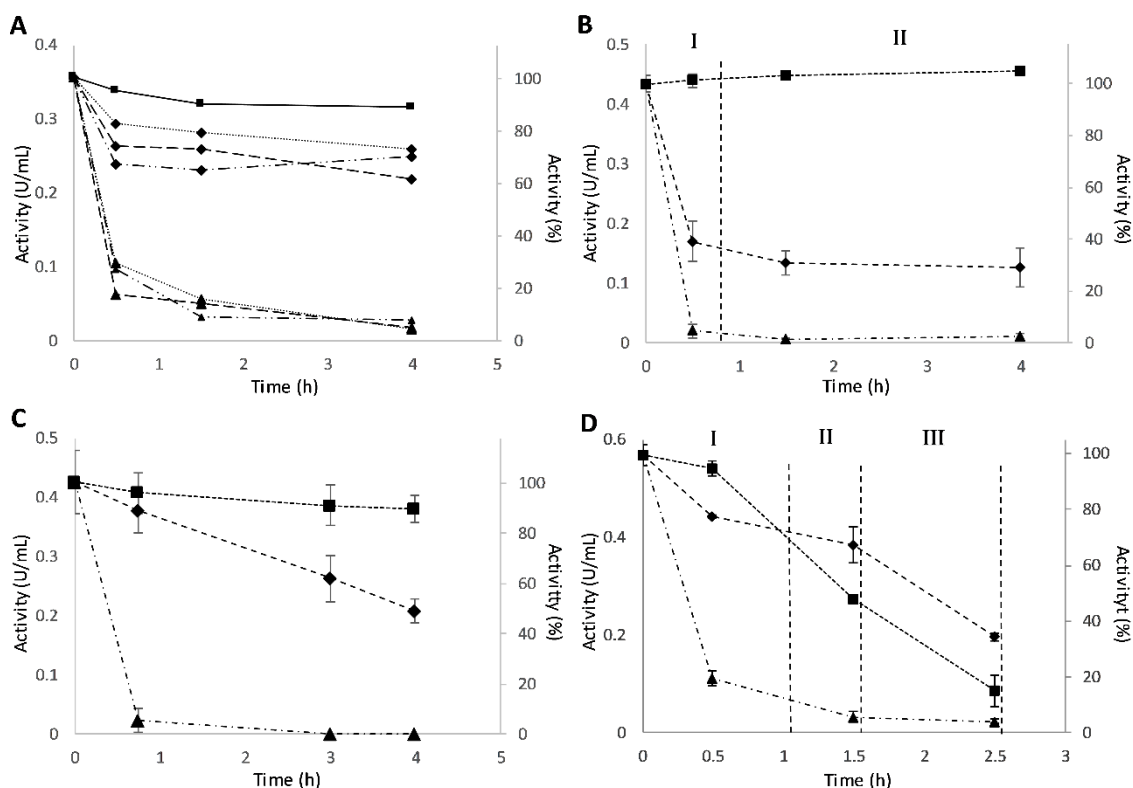 A
0.4
0.3
0.2
0.1
0
Activity (U/mL)
100
80
60
40
20
0
Activity (%)
0 1 2 3 4 5
Time (h)
B
I II
0.5
0.4
0.3
0.2
0.1
0
Activity (U/mL)
100
80
60
40
20
0
Activity (%)
0 1 2 3 4
Time (h)
C
0.5
0.4
0.3
0.2
0.1
0
Activity (U/mL)
100
80
60
40
20
0
Activitty (%)
0 1 2 3 4 5
Time (h)
D
I II III
0.6
0.4
0.2
0
Activity (U/mL)
100
80
60
40
20
0
Activityt (%)
0 0.5 1 1.5 2 2.5 3
Time (h)